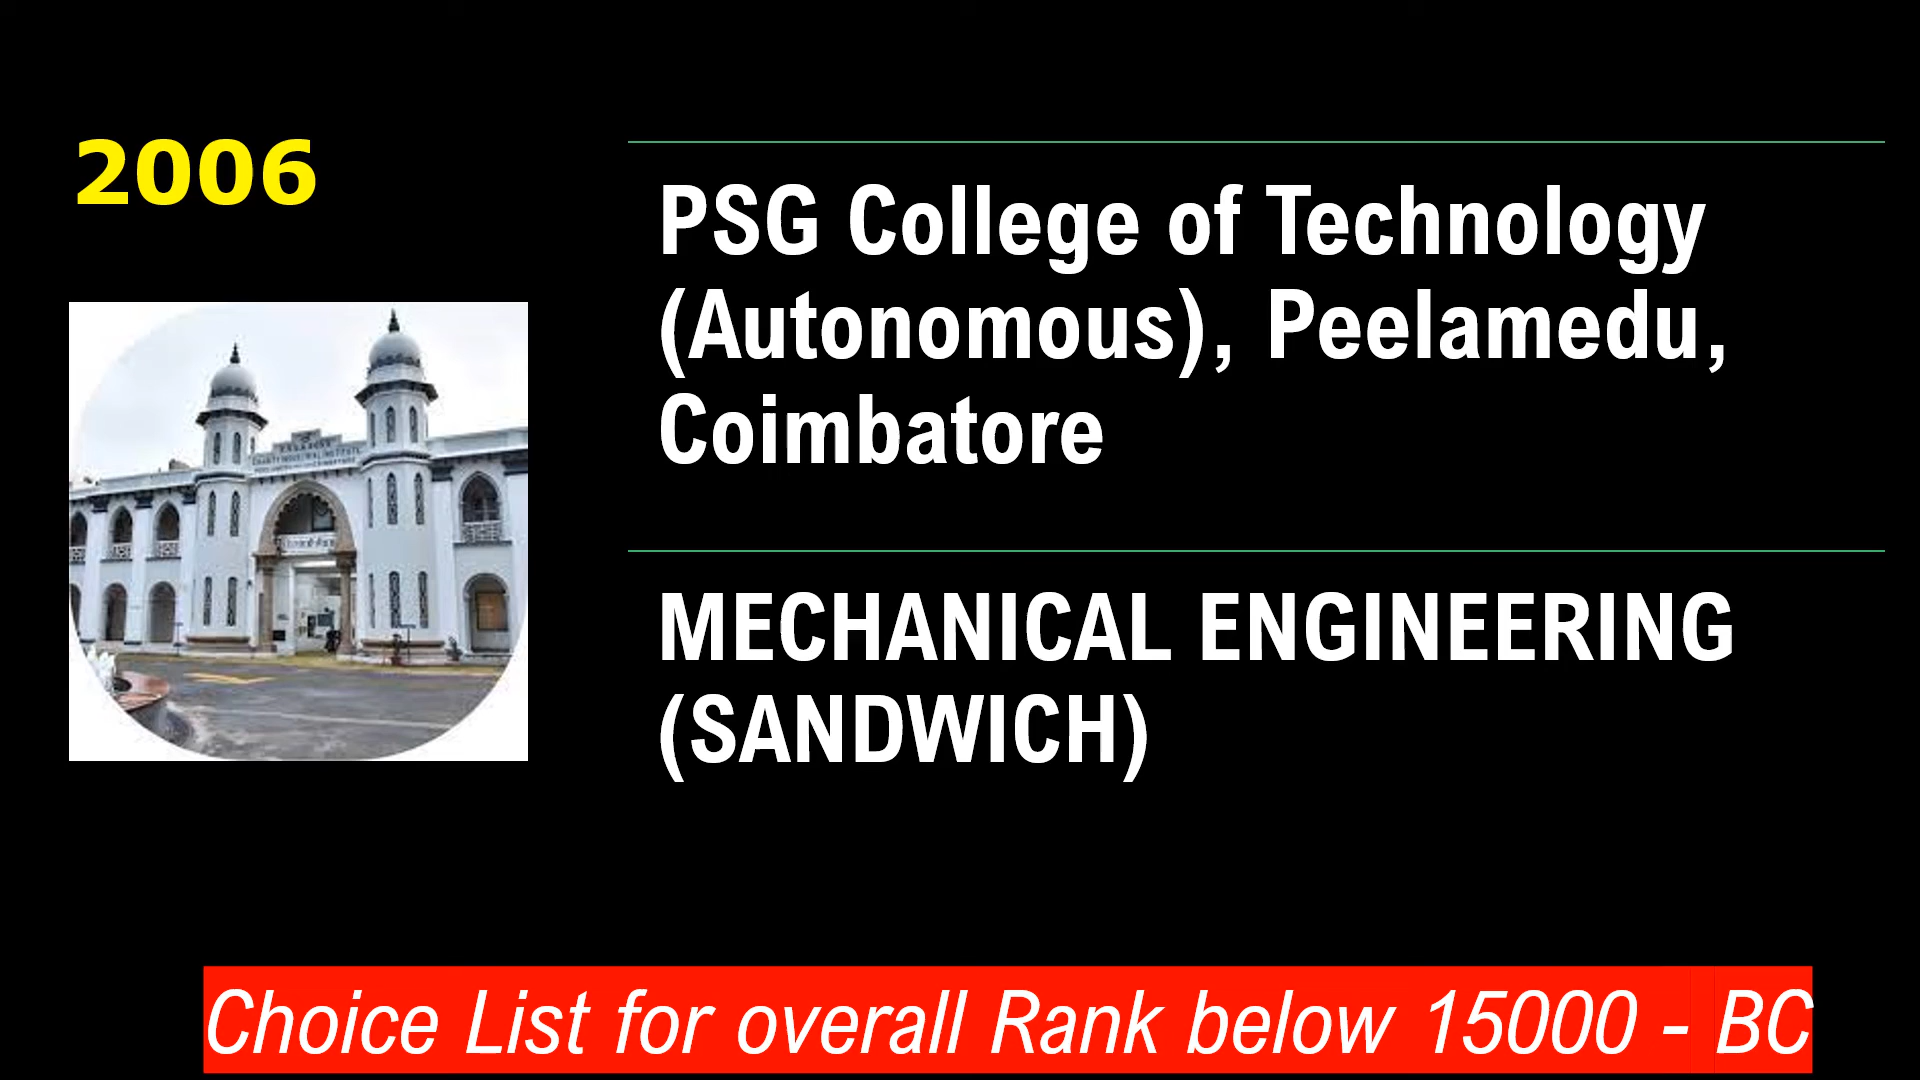 2006
PSG College of Technology
(Autonomous), Peelamedu,
Coimbatore
MECHANICAL ENGINEERING
(SANDWICH)
Choice List for overall Rank below 15000 - BC